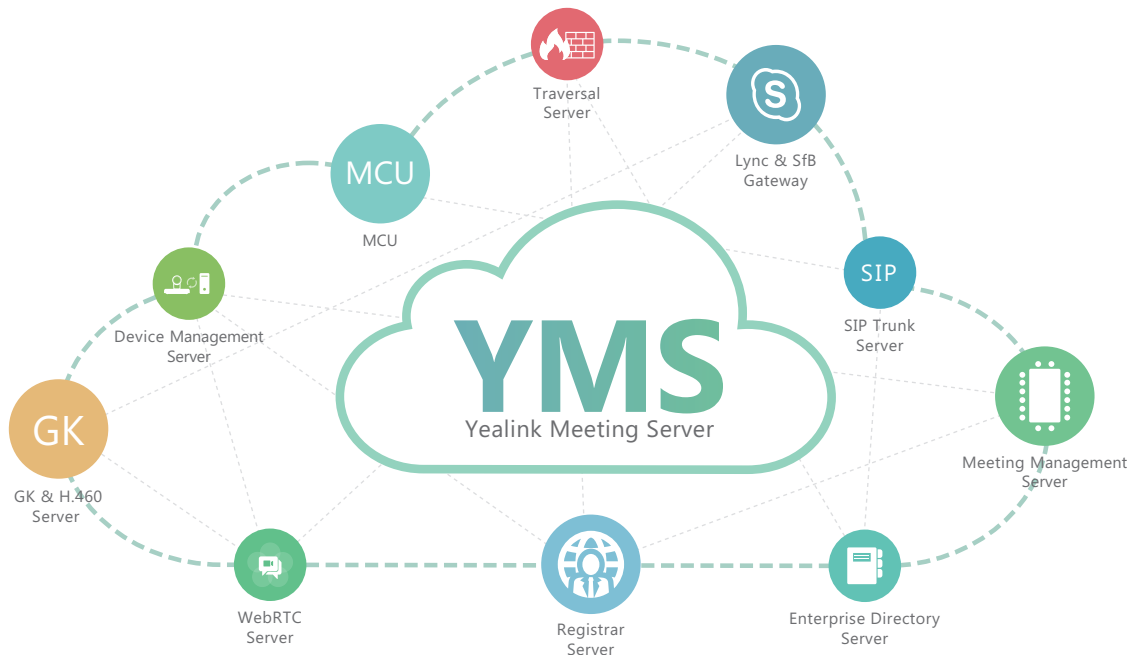 Traversal
Server
S
Lync & SfB
Gateway
MCU
MCU
SIP
SIP Trunk
Server
Device Management
Server
YMS
Yealink Meeting Server
GK
GK & H.460
Server
Meeting Management
Server
WebRTC
Server
Registrar
Server
Enterprise Directory
Server